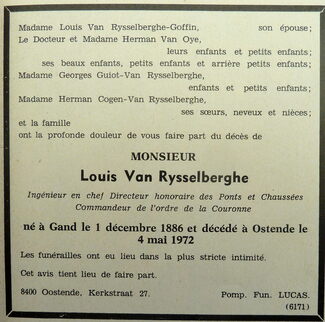 Madame Louis Van Rysselberghe-Goffin, son épouse;
Le Docteur et Madame Herman Van Oye,
leurs enfants et petits enfants;
ses beaux enfants, petits enfants et arrière petits enfants;
Madame Georges Guiot-Van Rysselberghe,
enfants et petits enfants;
Madame Herman Cogen-Van Rysselberghe,
ses sœurs, neveux et nièces;
et la famille
ont la profonde douleur de vous faire part du décès de
MONSIEUR
Louis Van Rysselberghe
Ingénieur en chef Directeur honoraire des Ponts et Chaussées
Commandeur de l'ordre de la Couronne
né à Gand le 1 décembre 1886 et décédé à Ostende le
4 mai 1972
Les funérailles ont eu lieu dans la plus stricte intimité.
Cet avis tient lieu de faire part.
8400 Oostende, Kerkstraat 27. Pomp. Fun. LUCAS.
(6171)